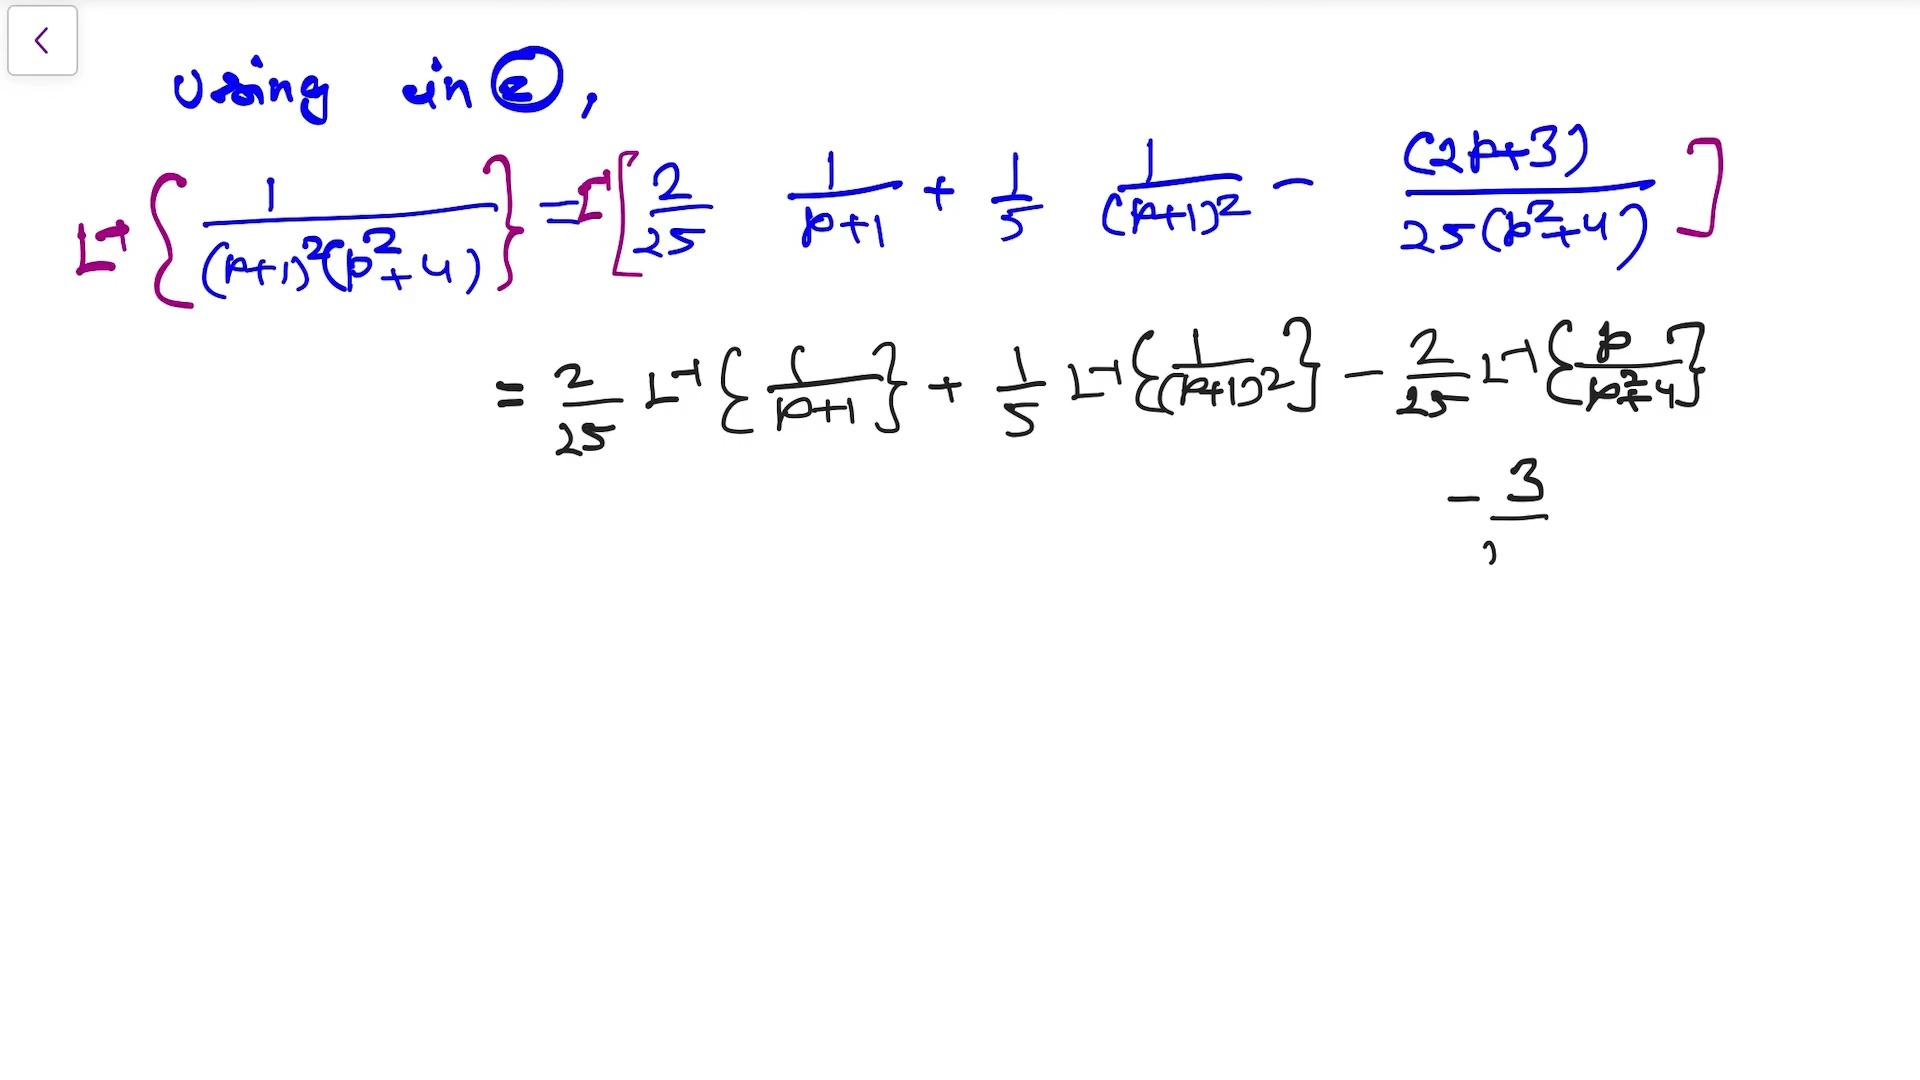 Using in ②,
L⁻¹{1/((p+1)²(p²+4))} = L⁻¹[2/25 1/(p+1) + 1/5 1/(p+1)² - (2p+3)/(25(p²+4))]
= 2/25 L⁻¹{1/(p+1)} + 1/5 L⁻¹{1/(p+1)²} - 2/25 L⁻¹{p/(p²+4)}
- 3/